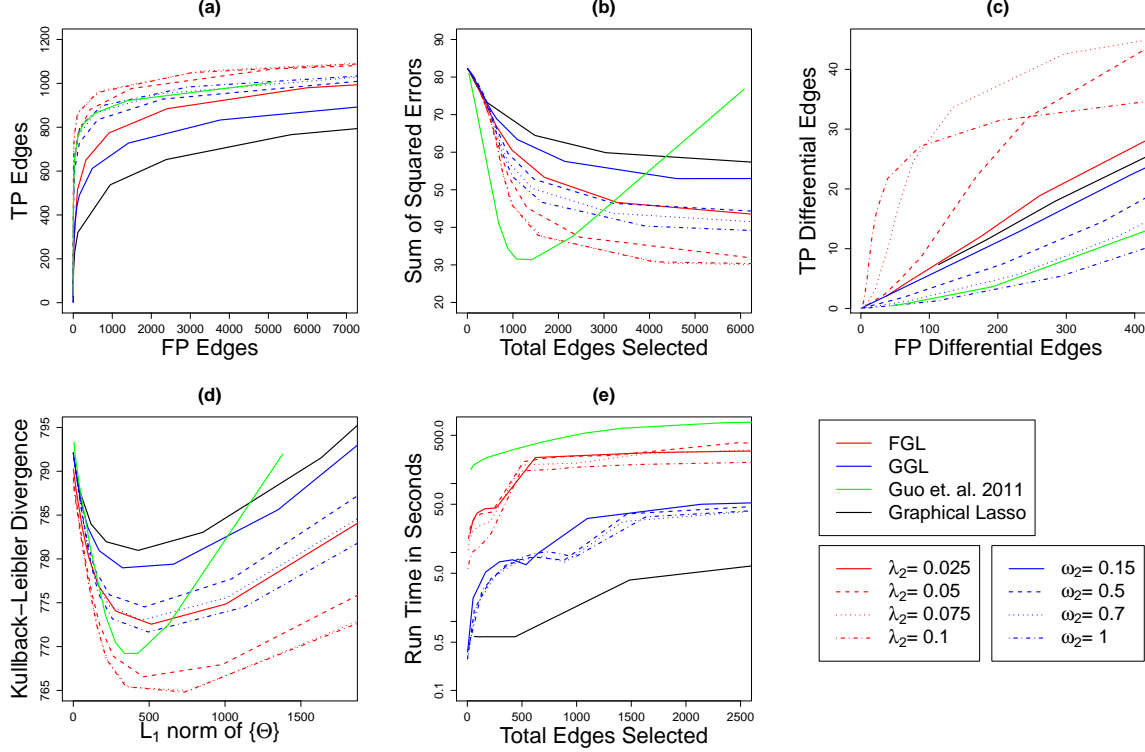 (a)
TP Edges
0 200 400 600 800 1000 1200
0 1000 2000 3000 4000 5000 6000 7000
FP Edges
(b)
Sum of Squared Errors
20 30 40 50 60 70 80 90
0 1000 2000 3000 4000 5000 6000
Total Edges Selected
(c)
TP Differential Edges
0 10 20 30 40
0 100 200 300 400
FP Differential Edges
(d)
Kullback–Leibler Divergence
765 770 775 780 785 790 795
0 500 1000 1500
L₁ norm of {Θ}
(e)
Run Time in Seconds
0.1 0.5 5.0 50.0 500.0
0 500 1000 1500 2000 2500
Total Edges Selected
FGL
GGL
Guo et. al. 2011
Graphical Lasso
λ₂= 0.025
λ₂= 0.05
λ₂= 0.075
λ₂= 0.1
ω₂= 0.15
ω₂= 0.5
ω₂= 0.7
ω₂= 1